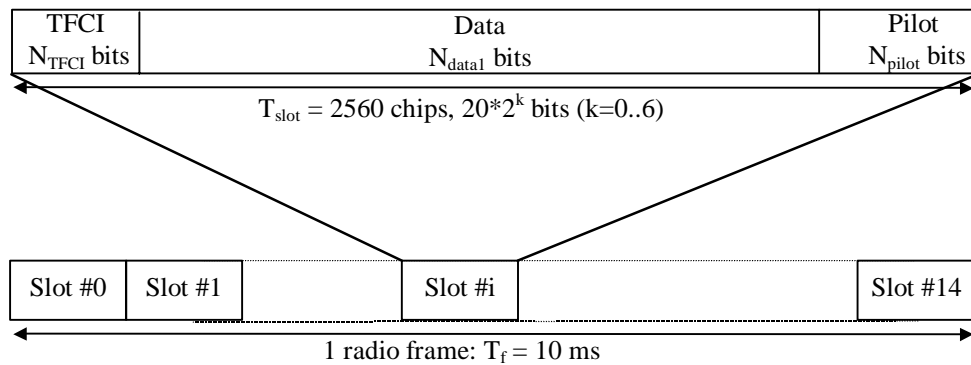 TFCI
N_TFCI bits
Data
N_data1 bits
Pilot
N_pilot bits
T_slot = 2560 chips, 20*2^k bits (k=0..6)
Slot #0
Slot #1
Slot #i
Slot #14
1 radio frame: T_f = 10 ms